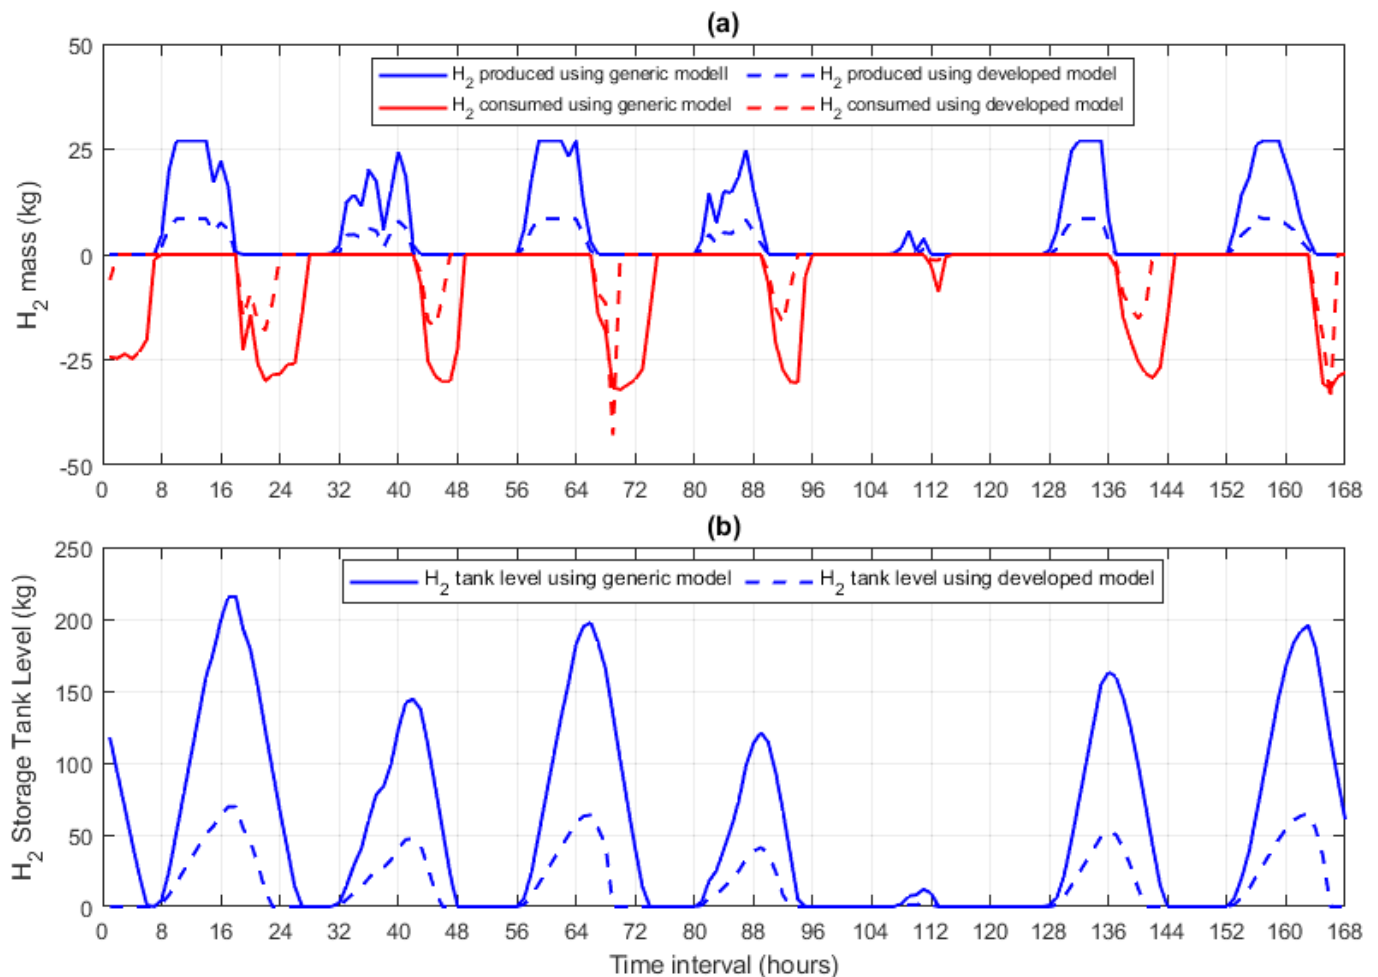 (a)
50
25
0
-25
-50
H2 mass (kg)
H2 produced using generic modell
H2 produced using developed model
H2 consumed using generic model
H2 consumed using developed model
0 8 16 24 32 40 48 56 64 72 80 88 96 104 112 120 128 136 144 152 160 168
(b)
250
200
150
100
50
0
H2 Storage Tank Level (kg)
H2 tank level using generic model
H2 tank level using developed model
0 8 16 24 32 40 48 56 64 72 80 88 96 104 112 120 128 136 144 152 160 168
Time interval (hours)